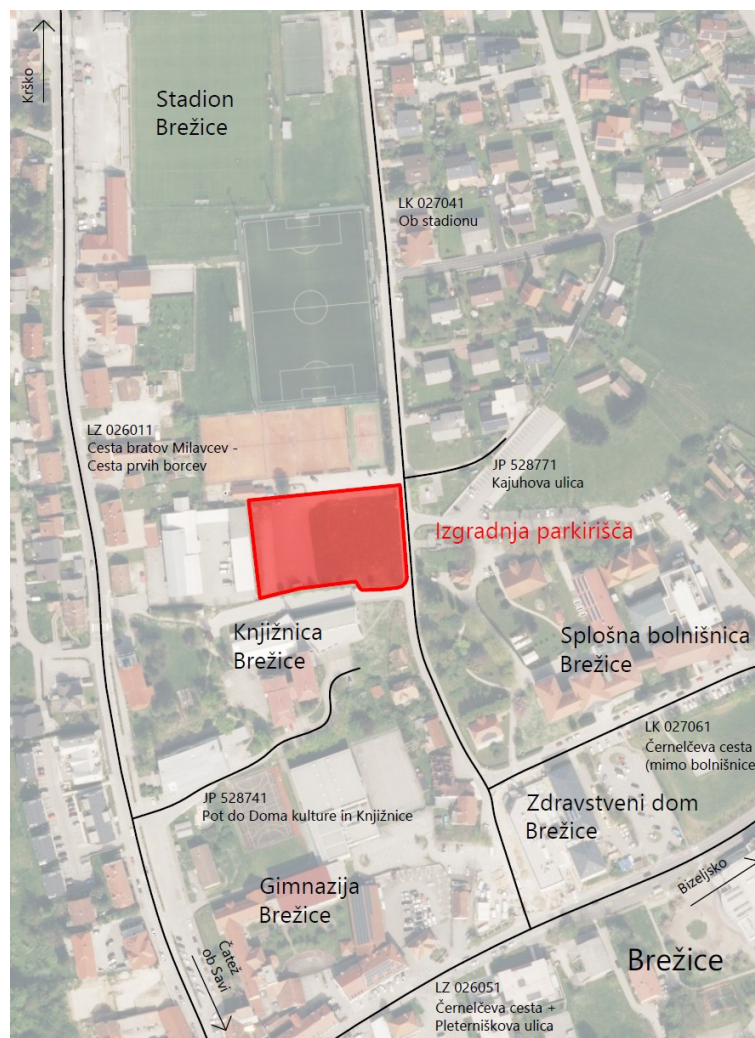 Krško
Stadion
Brežice
LK 027041
Ob stadionu
LZ 026011
Cesta bratov Milavcev -
Cesta prvih borcev
JP 528771
Kajuhova ulica
Izgradnja parkirišča
Knjižnica
Brežice
Splošna bolnišnica
Brežice
LK 027061
Černelčeva cesta
(mimo bolnišnice
JP 528741
Pot do Doma kulture in Knjižnice
Zdravstveni dom
Brežice
Gimnazija
Brežice
Bizeljsko
Čatež
ob Savi
Brežice
LZ 026051
Černelčeva cesta +
Pleterniškova ulica